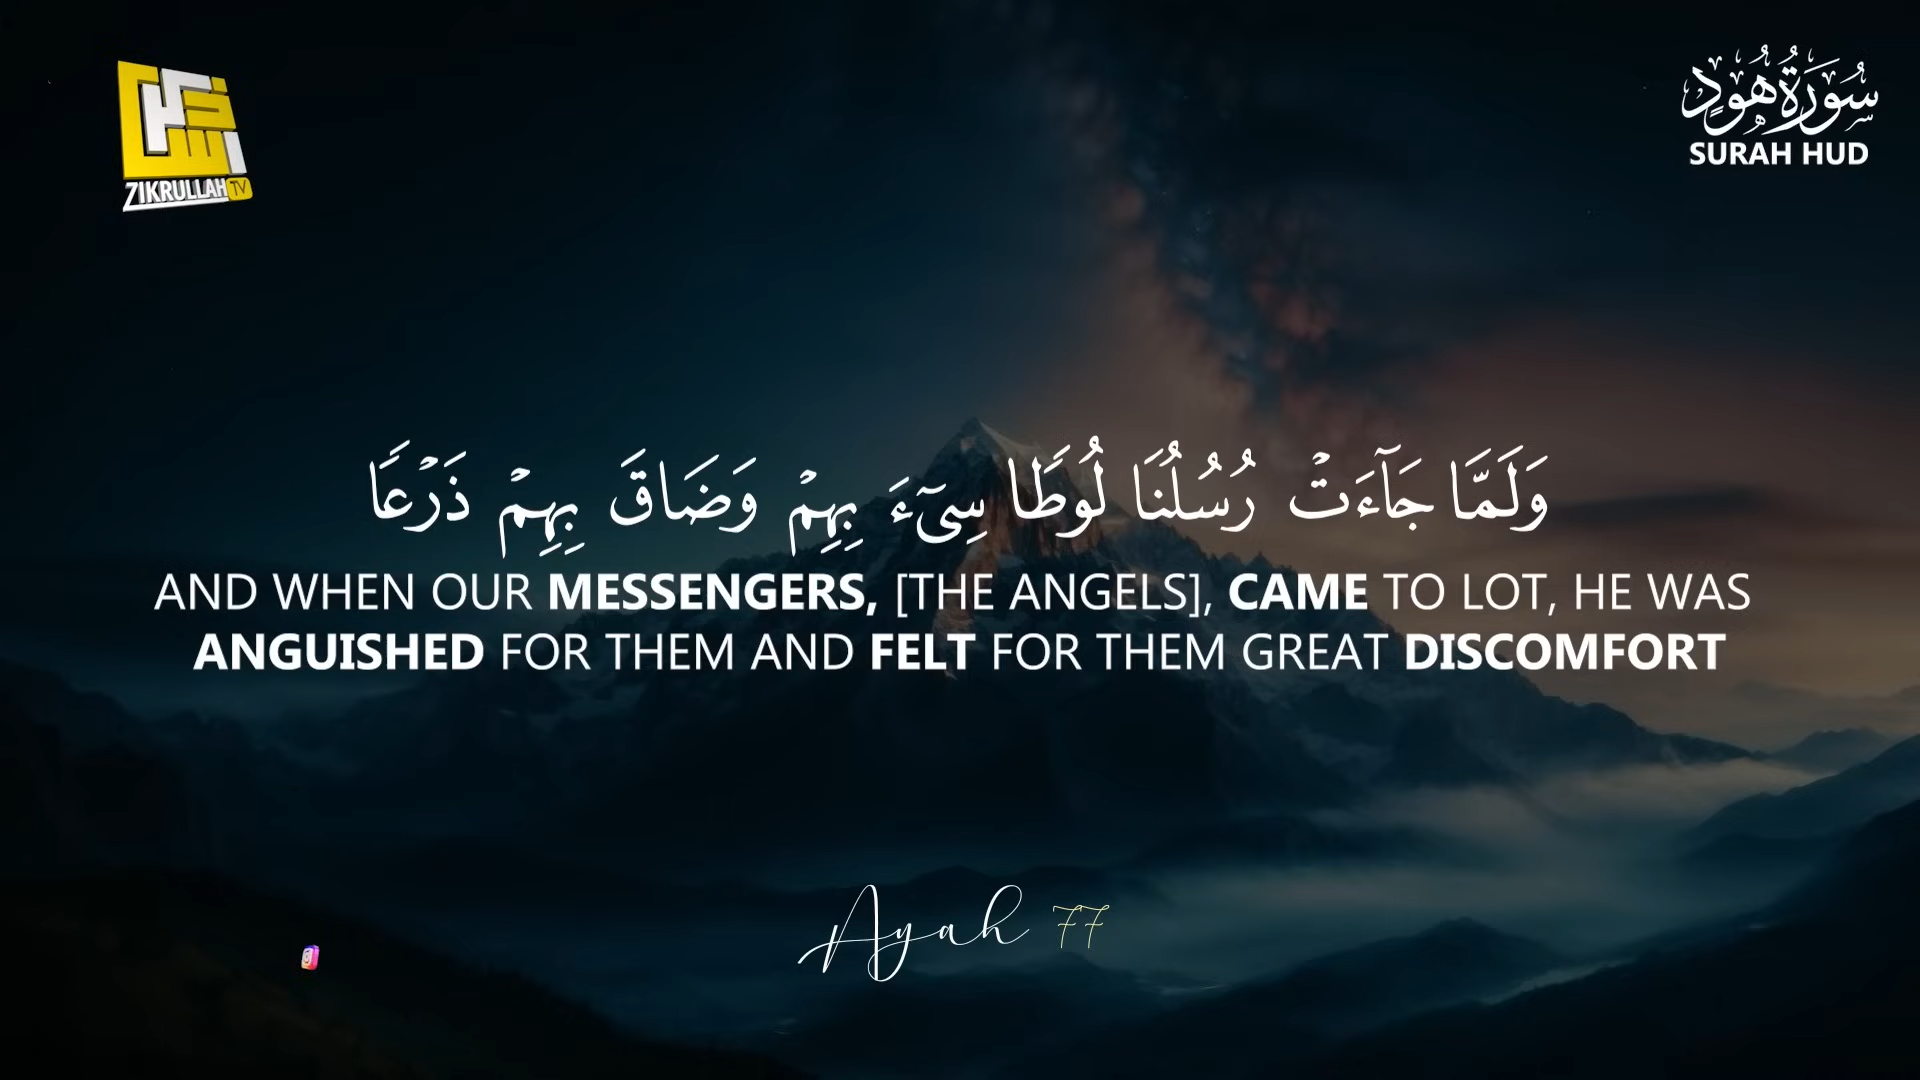 ZIKRULLAH TV
سُورَةُ هُودٍ
SURAH HUD
وَلَمَّا جَآءَتْ رُسُلُنَا لُوطًا سِىٓءَ بِهِمْ وَضَاقَ بِهِمْ ذَرْعًا
AND WHEN OUR MESSENGERS, [THE ANGELS], CAME TO LOT, HE WAS
ANGUISHED FOR THEM AND FELT FOR THEM GREAT DISCOMFORT
Ayah 77